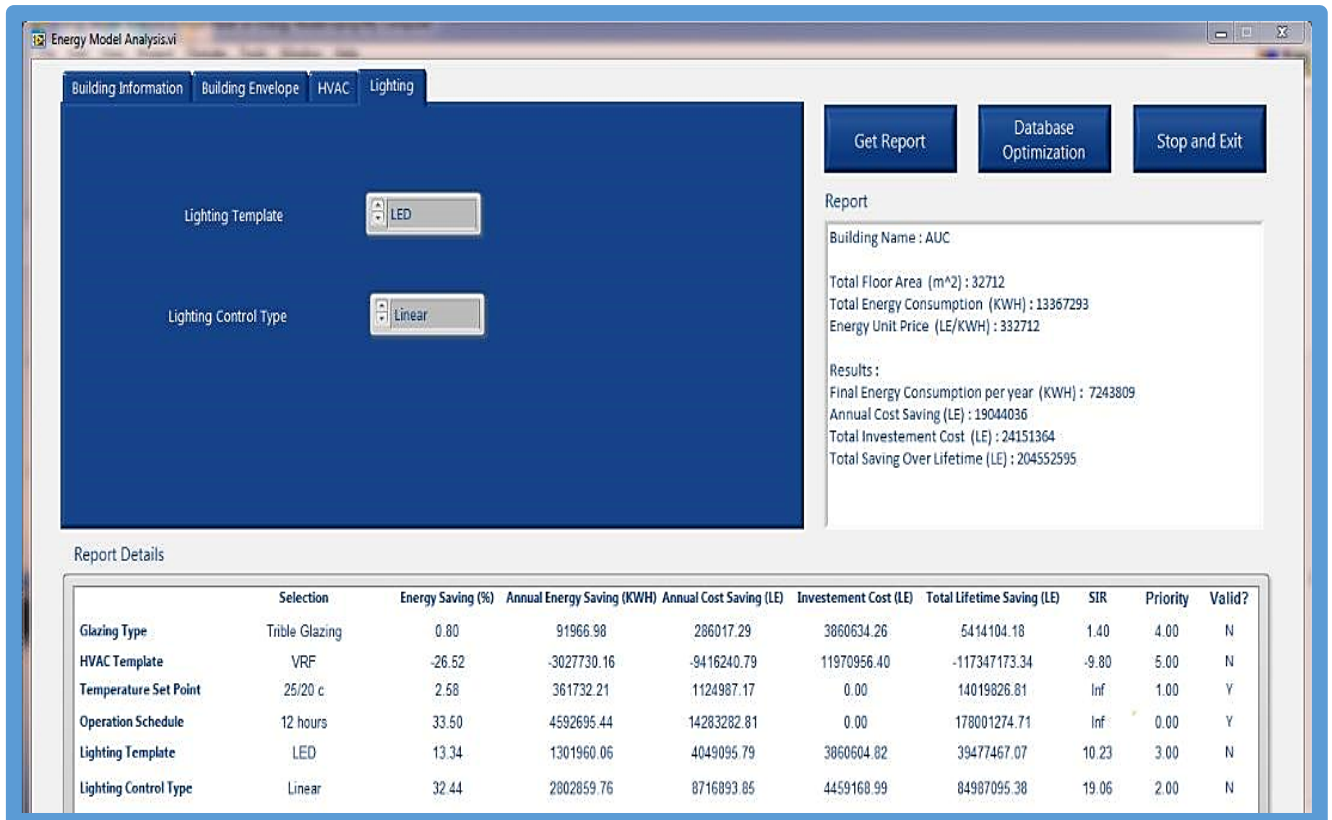 Energy Model Analysis.vi
Building Information Building Envelope HVAC Lighting
Lighting Template LED
Lighting Control Type Linear
Get Report Database Optimization Stop and Exit
Report
Building Name : AUC
Total Floor Area (m^2) : 32712
Total Energy Consumption (KWH) : 13367293
Energy Unit Price (LE/KWH) : 332712
Results :
Final Energy Consumption per year (KWH) : 7243809
Annual Cost Saving (LE) : 19044036
Total Investement Cost (LE) : 24151364
Total Saving Over Lifetime (LE) : 204552595
Report Details
Selection Energy Saving (%) Annual Energy Saving (KWH) Annual Cost Saving (LE) Investement Cost (LE) Total Lifetime Saving (LE) SIR Priority Valid?
Glazing Type Trible Glazing 0.80 91966.98 286017.29 3860634.26 5414104.18 1.40 4.00 N
HVAC Template VRF -26.52 -3027730.16 -9416240.79 11970956.40 -117347173.34 -9.80 5.00 N
Temperature Set Point 25/20 c 2.58 361732.21 1124987.17 0.00 14019826.81 Inf 1.00 Y
Operation Schedule 12 hours 33.50 4592695.44 14283282.81 0.00 178001274.71 Inf 0.00 Y
Lighting Template LED 13.34 1301960.06 4049095.79 3860604.82 39477467.07 10.23 3.00 N
Lighting Control Type Linear 32.44 2802859.76 8716893.85 4459168.99 84987095.38 19.06 2.00 N